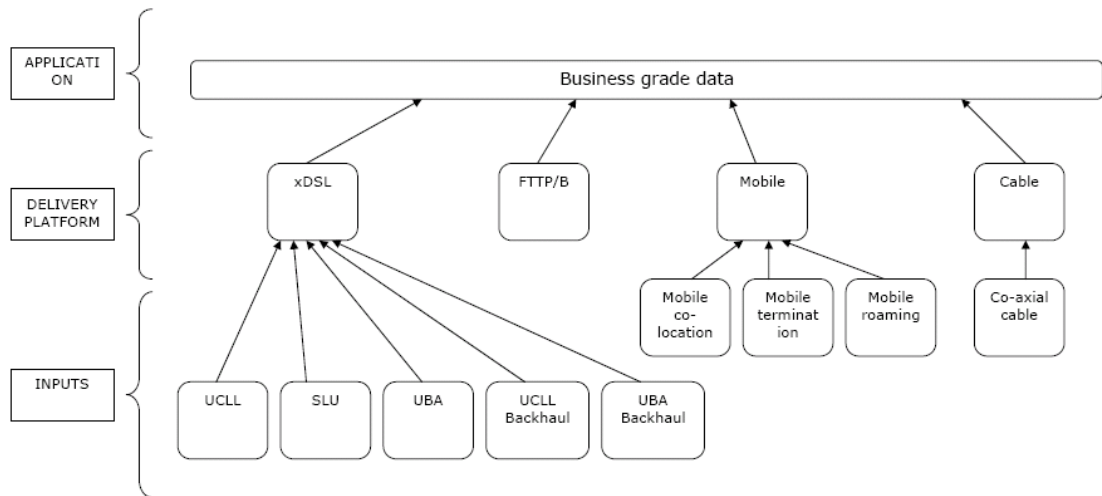 APPLICATI
ON
Business grade data
DELIVERY
PLATFORM
xDSL
FTTP/B
Mobile
Cable
INPUTS
Mobile
co-
location
Mobile
terminat
ion
Mobile
roaming
Co-axial
cable
UCLL
SLU
UBA
UCLL
Backhaul
UBA
Backhaul